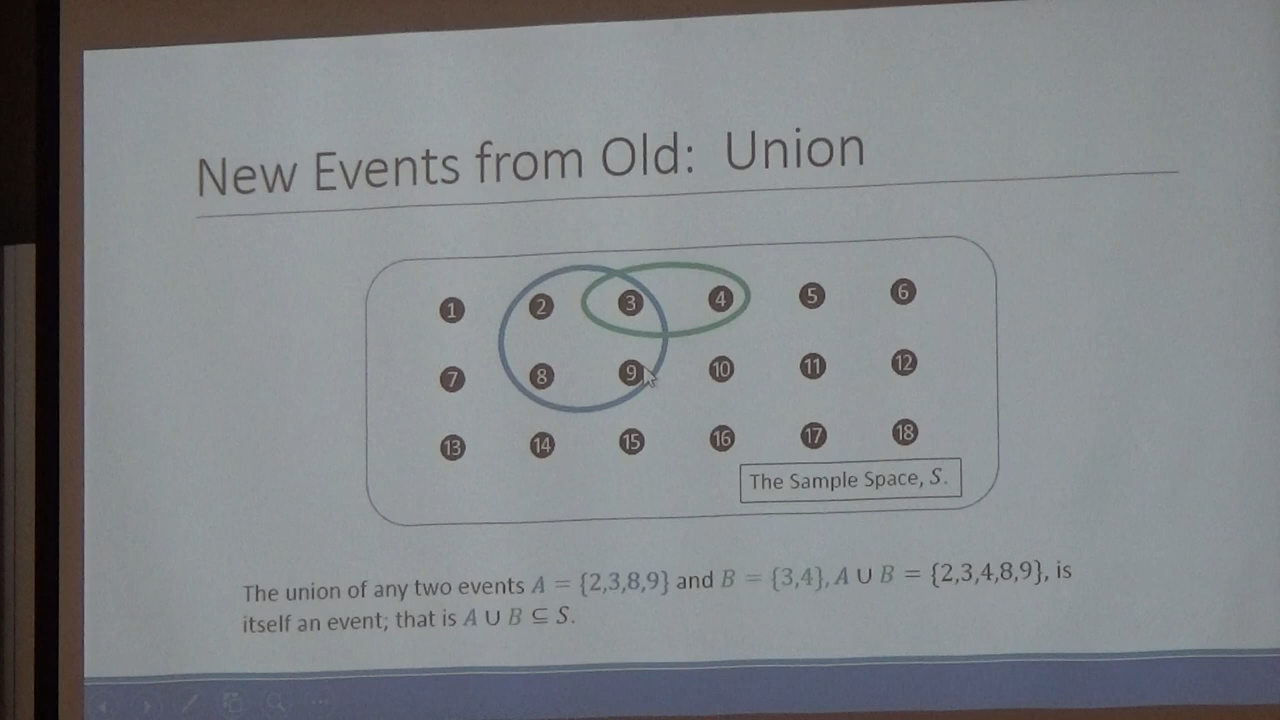 New Events from Old: Union
1 2 3 4 5 6
7 8 9 10 11 12
13 14 15 16 17 18
The Sample Space, S.
The union of any two events A = {2,3,8,9} and B = {3,4}, A ∪ B = {2,3,4,8,9}, is
itself an event; that is A ∪ B ⊆ S.